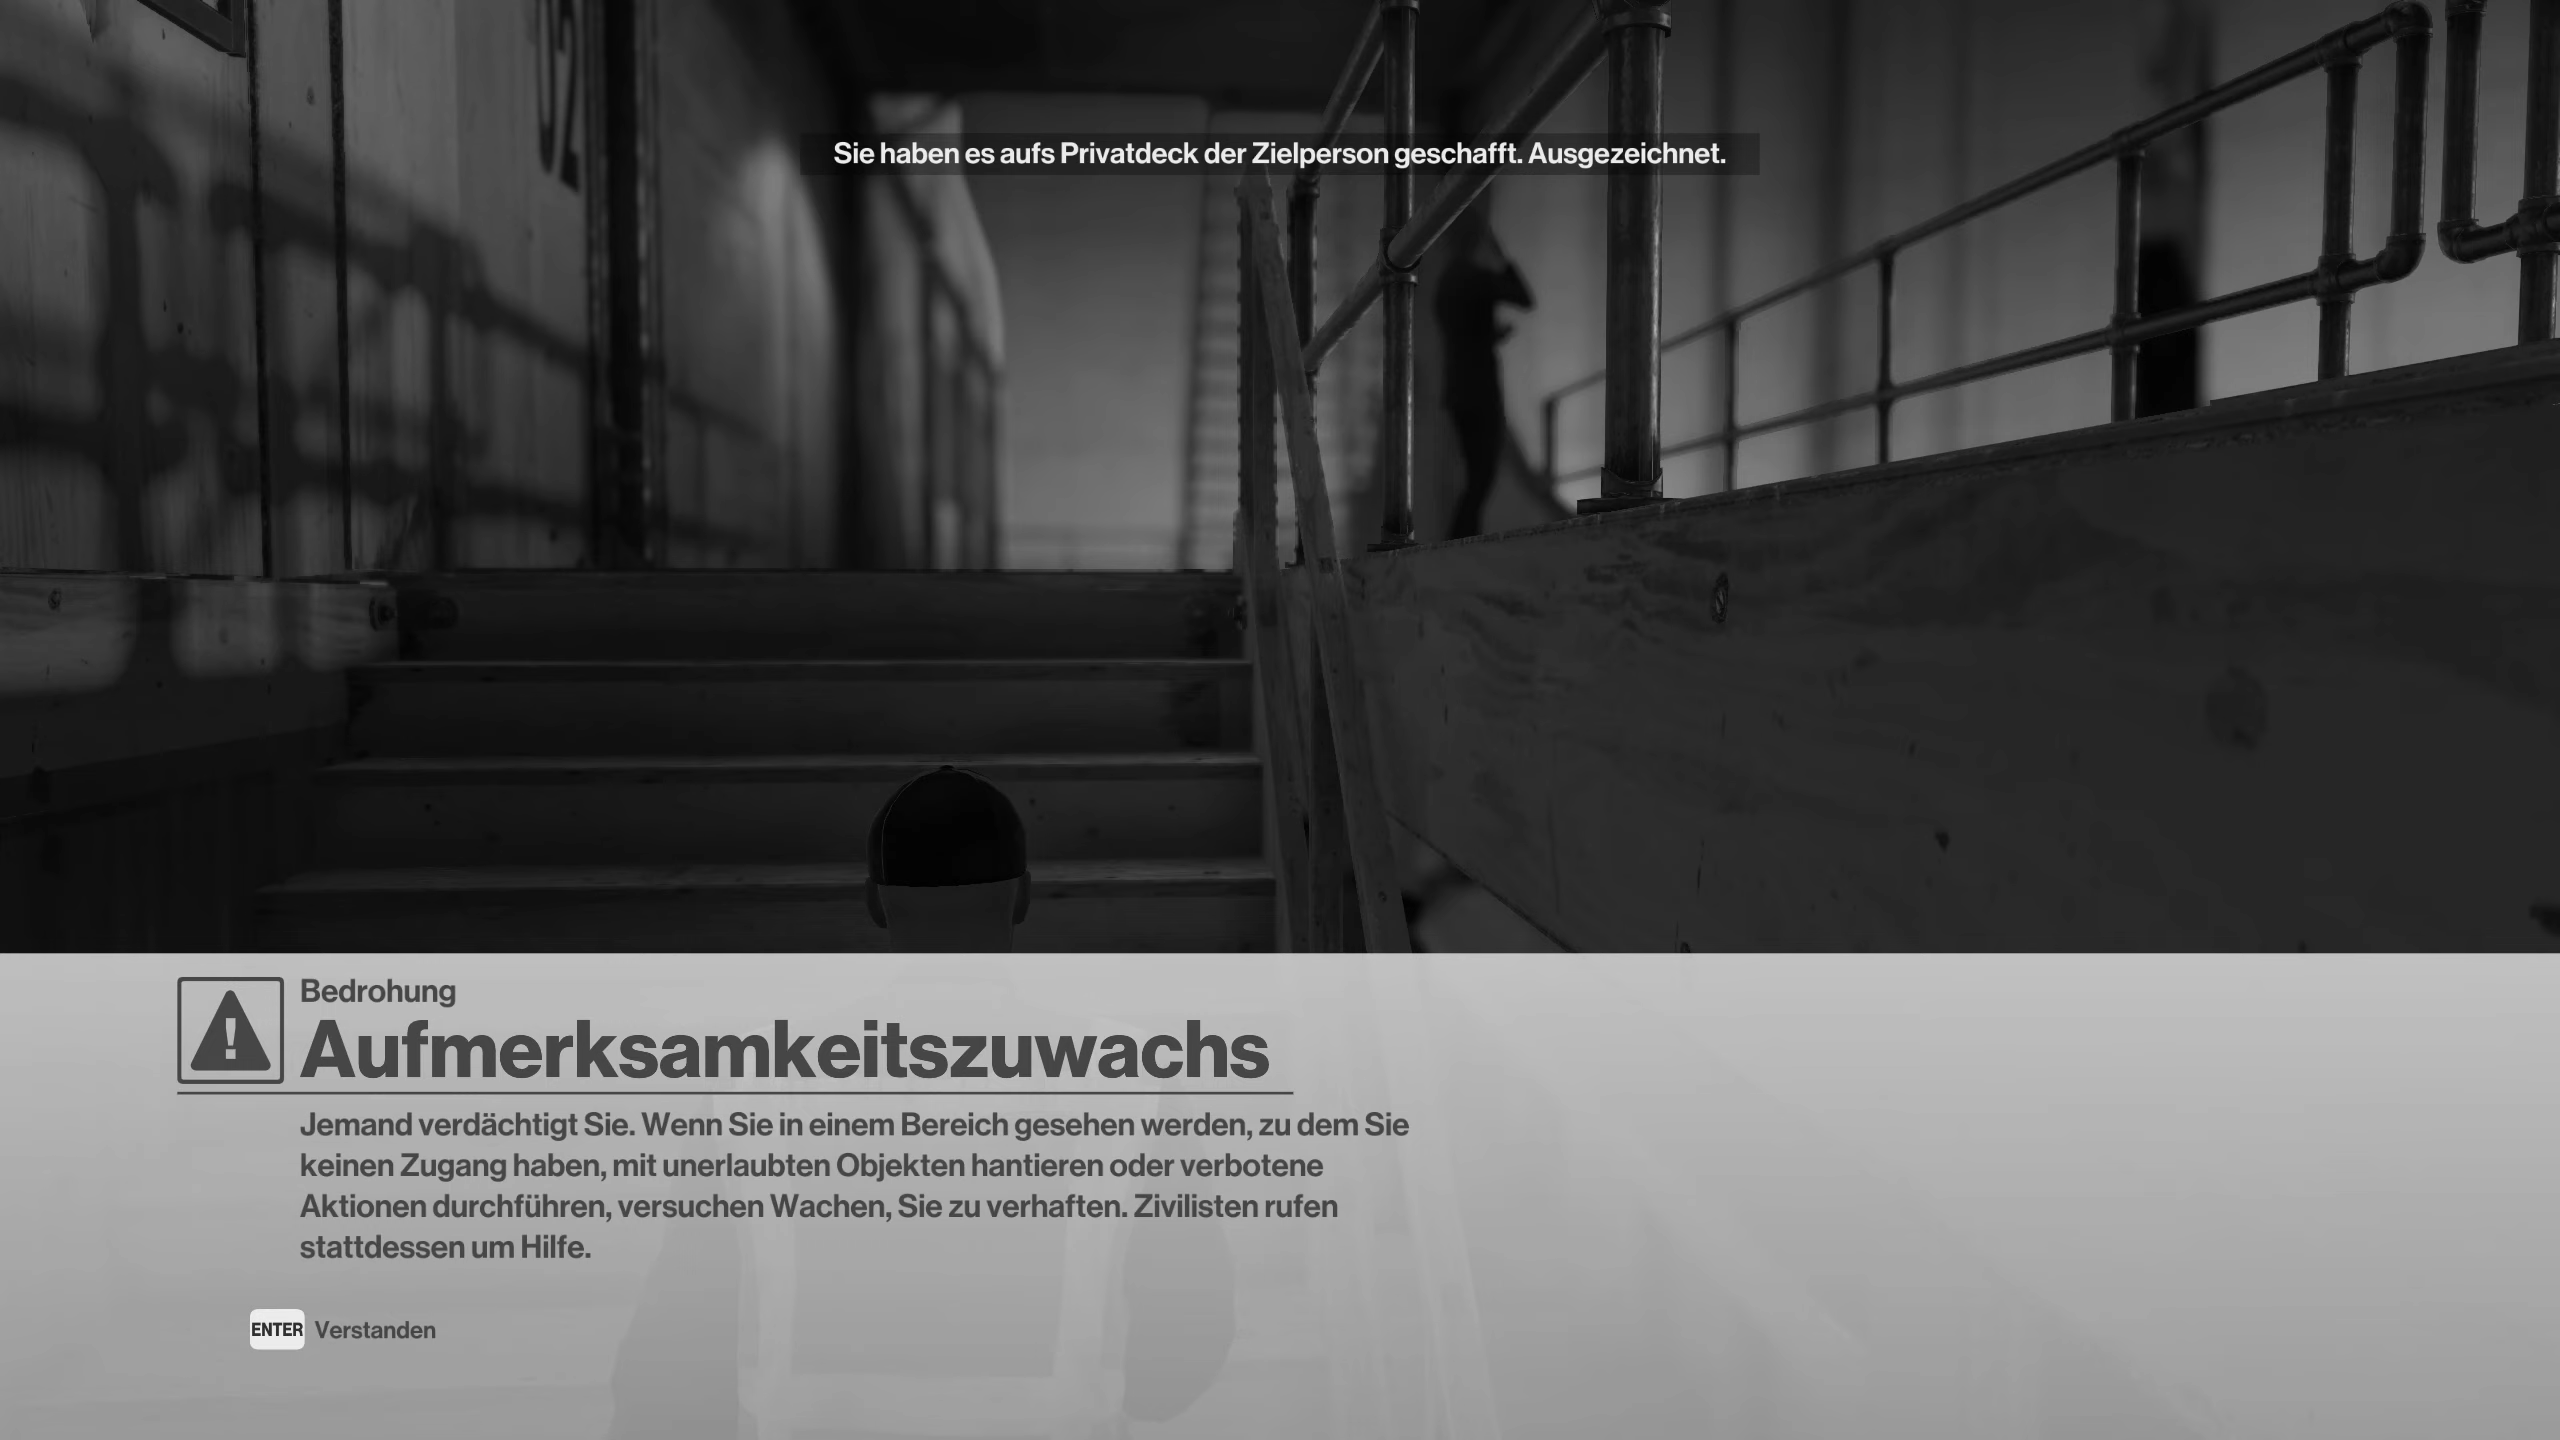 02
Sie haben es aufs Privatdeck der Zielperson geschafft. Ausgezeichnet.
Bedrohung
Aufmerksamkeitszuwachs
Jemand verdächtigt Sie. Wenn Sie in einem Bereich gesehen werden, zu dem Sie
keinen Zugang haben, mit unerlaubten Objekten hantieren oder verbotene
Aktionen durchführen, versuchen Wachen, Sie zu verhaften. Zivilisten rufen
stattdessen um Hilfe.
ENTER Verstanden